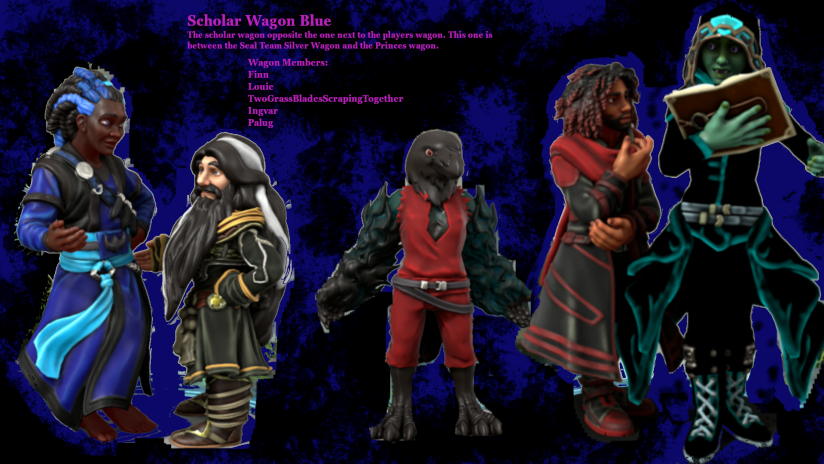 Scholar Wagon Blue
The scholar wagon opposite the one next to the players wagon. This one is
between the Seal Team Silver Wagon and the Princes wagon.
Wagon Members:
Finn
Louie
TwoGrassBladesScrapingTogether
Ingvar
Palug